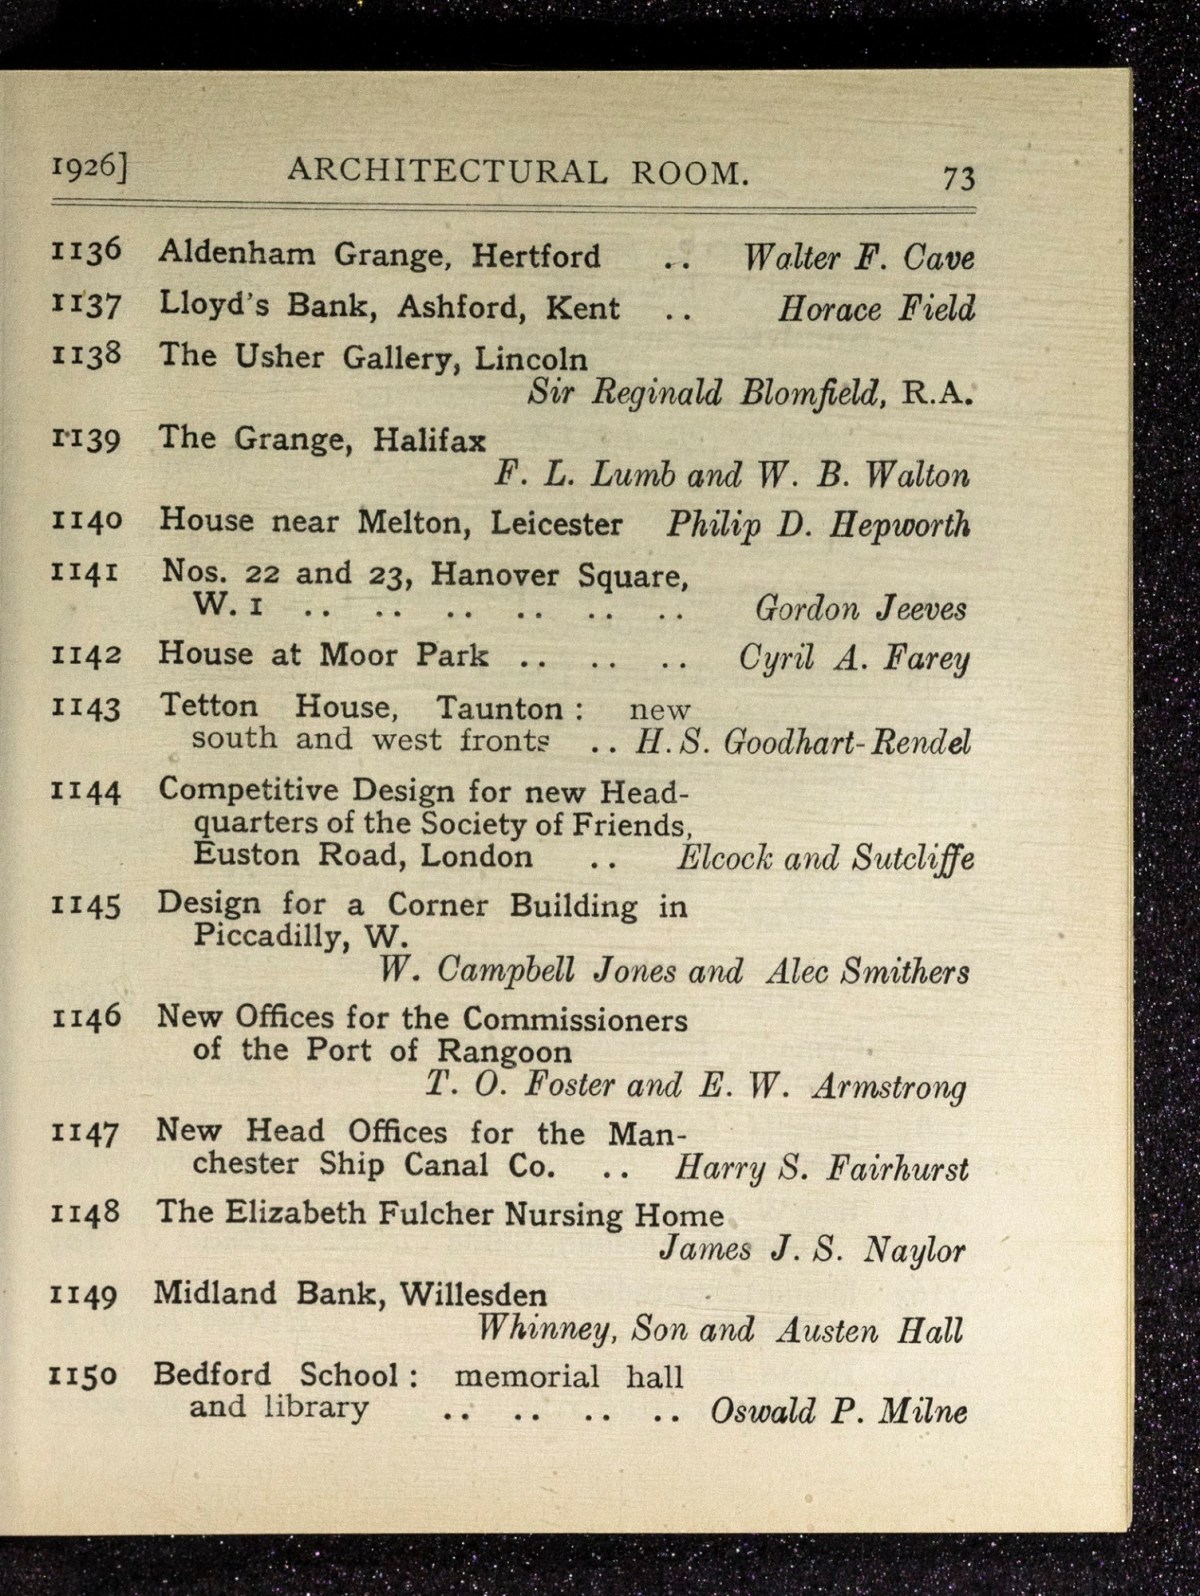 1926] ARCHITECTURAL ROOM. 73
1136 Aldenham Grange, Hertford .. Walter F. Cave
1137 Lloyd's Bank, Ashford, Kent .. Horace Field
1138 The Usher Gallery, Lincoln
Sir Reginald Blomfield, R.A.
1139 The Grange, Halifax
F. L. Lumb and W. B. Walton
1140 House near Melton, Leicester Philip D. Hepworth
1141 Nos. 22 and 23, Hanover Square,
W. 1 .. .. .. .. .. .. Gordon Jeeves
1142 House at Moor Park .. .. .. Cyril A. Farey
1143 Tetton House, Taunton : new
south and west fronts .. H. S. Goodhart-Rendel
1144 Competitive Design for new Head-
quarters of the Society of Friends,
Euston Road, London .. Elcock and Sutcliffe
1145 Design for a Corner Building in
Piccadilly, W.
W. Campbell Jones and Alec Smithers
1146 New Offices for the Commissioners
of the Port of Rangoon
T. O. Foster and E. W. Armstrong
1147 New Head Offices for the Man-
chester Ship Canal Co. .. Harry S. Fairhurst
1148 The Elizabeth Fulcher Nursing Home
James J. S. Naylor
1149 Midland Bank, Willesden
Whinney, Son and Austen Hall
1150 Bedford School : memorial hall
and library .. .. .. .. Oswald P. Milne